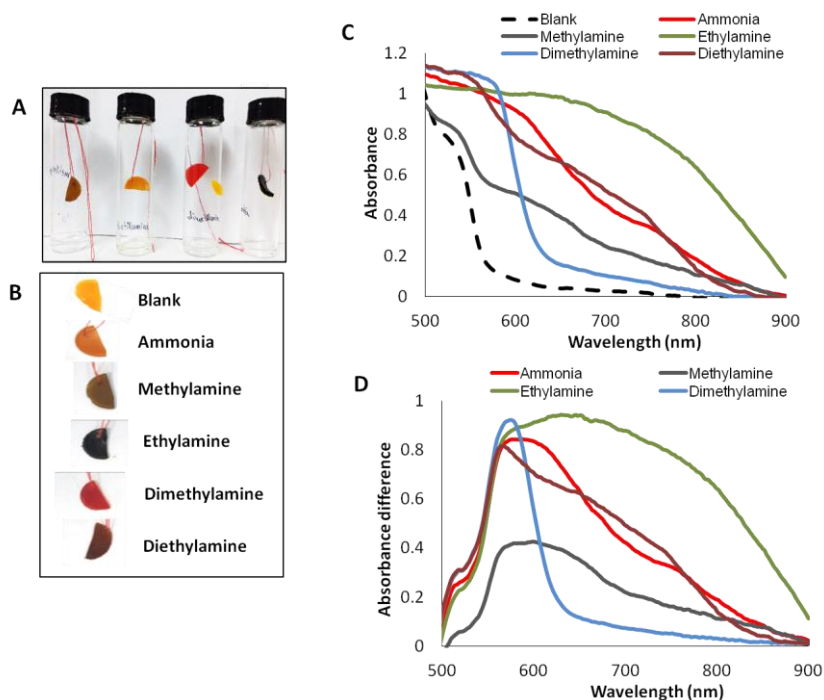 A
B
Blank
Ammonia
Methylamine
Ethylamine
Dimethylamine
Diethylamine
C
Blank
Ammonia
Methylamine
Ethylamine
Dimethylamine
Diethylamine
Absorbance
1.2
1
0.8
0.6
0.4
0.2
0
500
600
700
800
900
Wavelength (nm)
D
Ammonia
Methylamine
Ethylamine
Dimethylamine
Absorbance difference
1
0.8
0.6
0.4
0.2
0
500
600
700
800
900
Wavelength (nm)